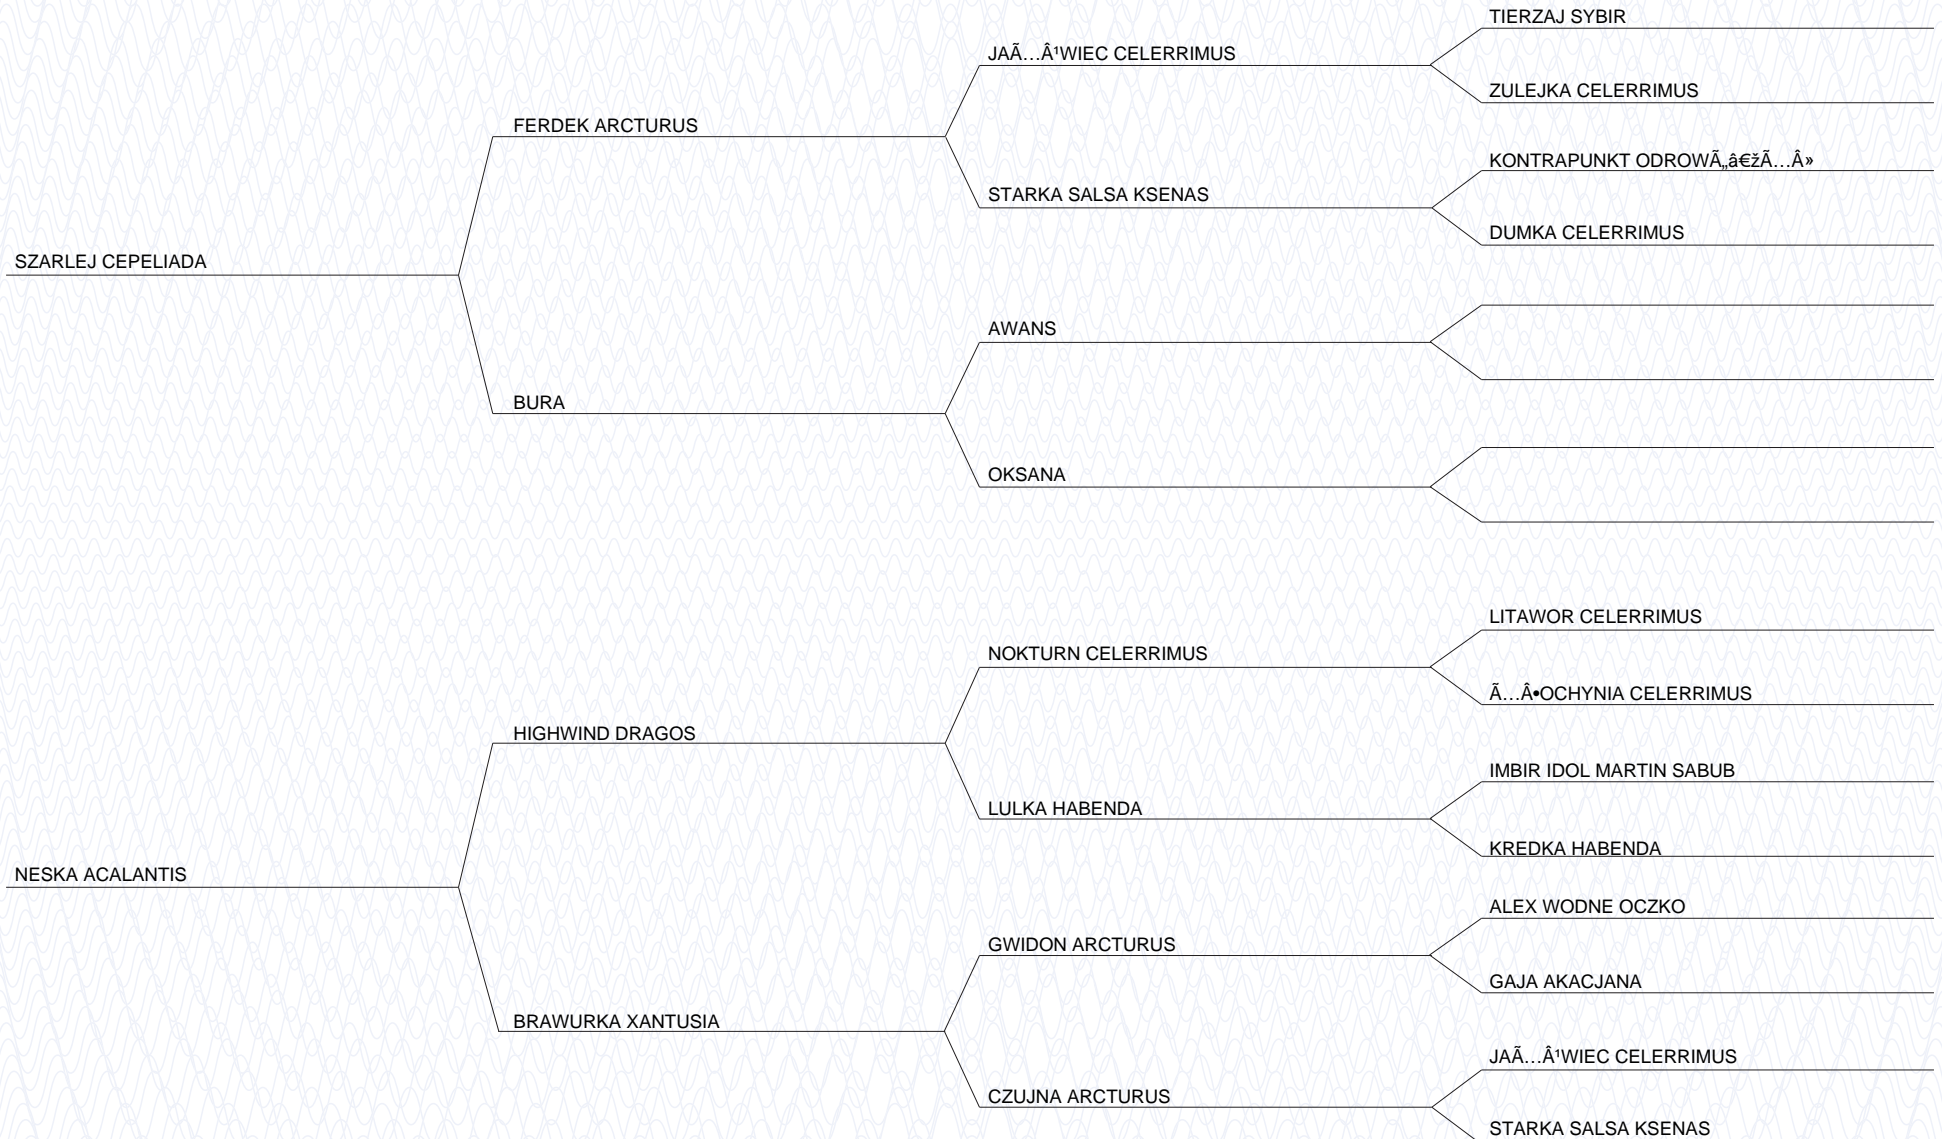 TIERZAJ SYBIR
JAÃ…Â¹WIEC CELERRIMUS
ZULEJKA CELERRIMUS
FERDEK ARCTURUS
KONTRAPUNKT ODROWÃ„â€žÃ…Â»
STARKA SALSA KSENAS
DUMKA CELERRIMUS
SZARLEJ CEPELIADA
AWANS
BURA
OKSANA
LITAWOR CELERRIMUS
NOKTURN CELERRIMUS
Ã…Â•OCHYNIA CELERRIMUS
HIGHWIND DRAGOS
IMBIR IDOL MARTIN SABUB
LULKA HABENDA
KREDKA HABENDA
NESKA ACALANTIS
ALEX WODNE OCZKO
GWIDON ARCTURUS
GAJA AKACJANA
BRAWURKA XANTUSIA
JAÃ…Â¹WIEC CELERRIMUS
CZUJNA ARCTURUS
STARKA SALSA KSENAS